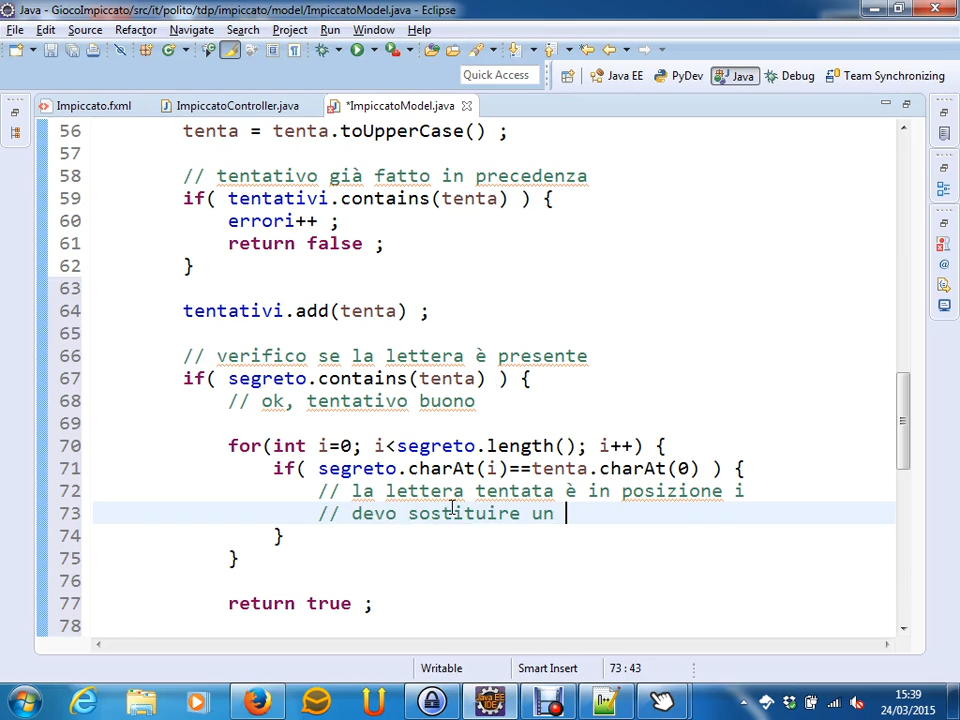 Java - GiocoImpiccato/src/it/polito/tdp/impiccato/model/ImpiccatoModel.java - Eclipse
File Edit Source Refactor Navigate Search Project Run Window Help
Quick Access Java EE PyDev Java Debug Team Synchronizing
Impiccato.fxml ImpiccatoController.java *ImpiccatoModel.java
56 tenta = tenta.toUpperCase() ;
57
58 // tentativo già fatto in precedenza
59 if( tentativi.contains(tenta) ) {
60 errori++ ;
61 return false ;
62 }
63
64 tentativi.add(tenta) ;
65
66 // verifico se la lettera è presente
67 if( segreto.contains(tenta) ) {
68 // ok, tentativo buono
69
70 for(int i=0; i<segreto.length(); i++) {
71 if( segreto.charAt(i)==tenta.charAt(0) ) {
72 // la lettera tentata è in posizione i
73 // devo sostituire un
74 }
75 }
76
77 return true ;
78
Writable Smart Insert 73 : 43
15:39
24/03/2015